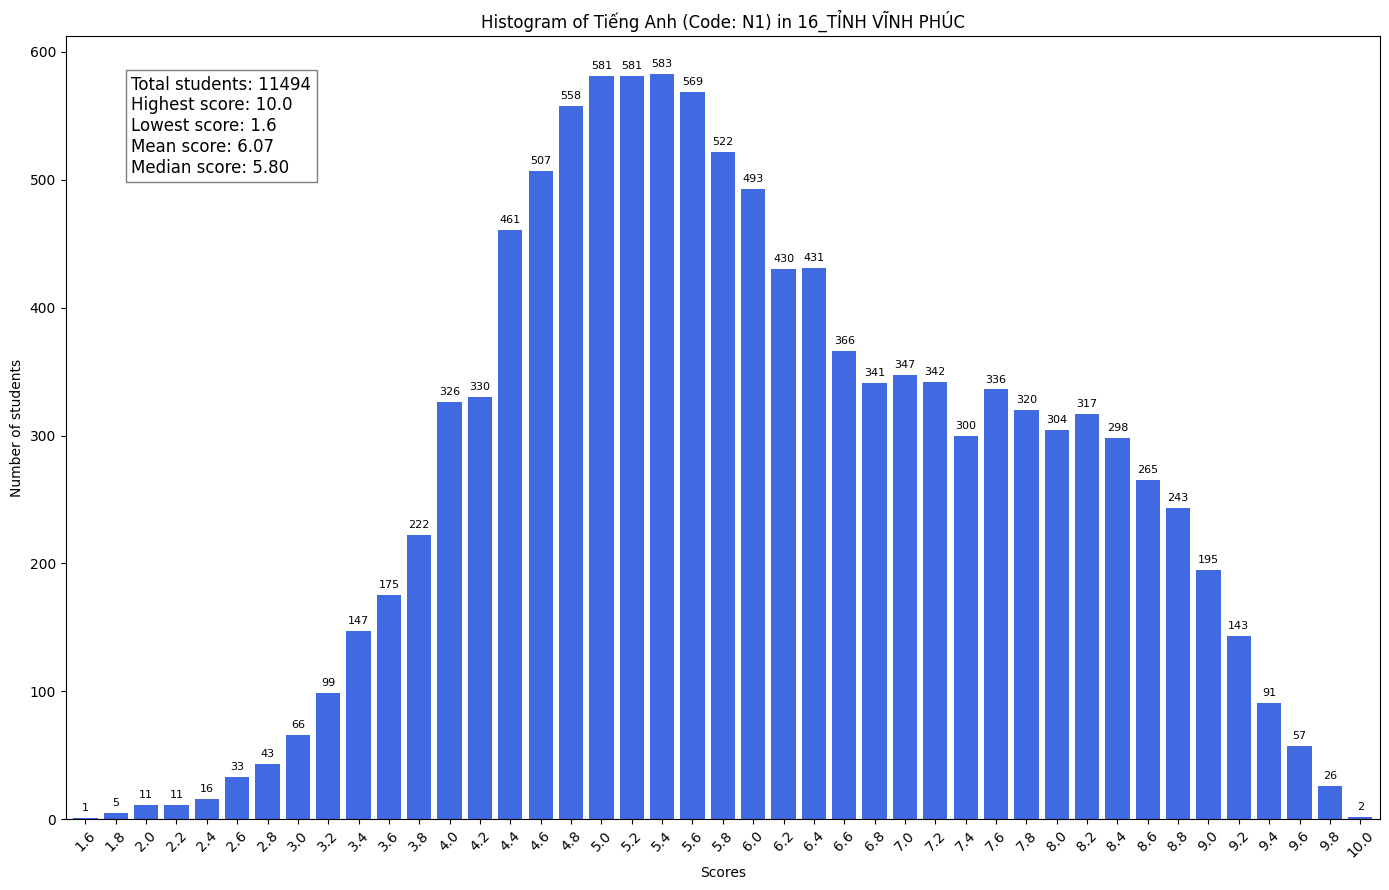 Histogram of Tiếng Anh (Code: N1) in 16_TỈNH VĨNH PHÚC
Total students: 11494
Highest score: 10.0
Lowest score: 1.6
Mean score: 6.07
Median score: 5.80
Number of students
600
500
400
300
200
100
0
1 5 11 11 16 33 43 66 99 147 175 222 326 330 461 507 558 581 581 583 569 522 493 430 431 366 341 347 342 300 336 320 304 317 298 265 243 195 143 91 57 26 2
1.6 1.8 2.0 2.2 2.4 2.6 2.8 3.0 3.2 3.4 3.6 3.8 4.0 4.2 4.4 4.6 4.8 5.0 5.2 5.4 5.6 5.8 6.0 6.2 6.4 6.6 6.8 7.0 7.2 7.4 7.6 7.8 8.0 8.2 8.4 8.6 8.8 9.0 9.2 9.4 9.6 9.8 10.0
Scores